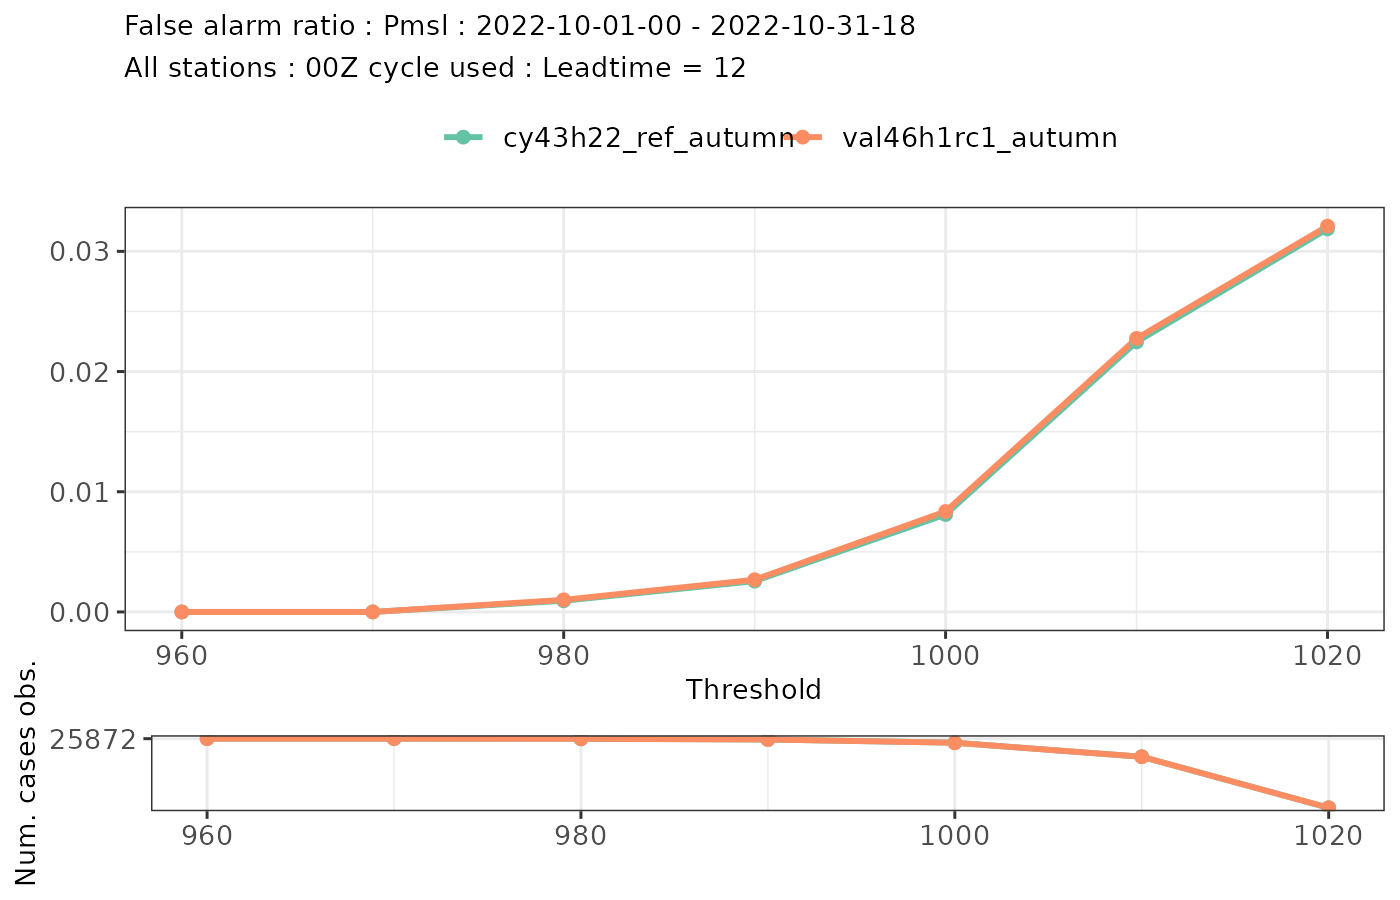 False alarm ratio : Pmsl : 2022-10-01-00 - 2022-10-31-18
All stations : 00Z cycle used : Leadtime = 12
cy43h22_ref_autumn val46h1rc1_autumn
0.03
0.02
0.01
0.00
960 980 1000 1020
Threshold
Num. cases obs.
25872
960 980 1000 1020